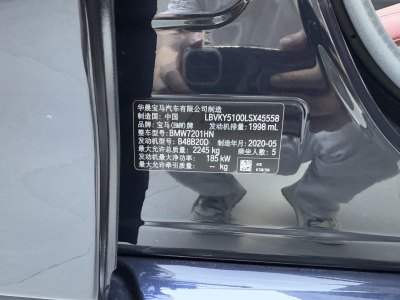 华晨宝马汽车有限公司制造
制造国: 中国 LBVKY5100LSX45558
品牌: 宝马(BMW)牌 发动机排量: 1998 mL
整车型号: BMW7201HN
发动机型号: B48B20D 制造年月: 2020-05
最大允许总质量: 2245 kg 乘坐人数: 5
发动机最大净功率: 185 kW
最大允许牵引质量: -- kg